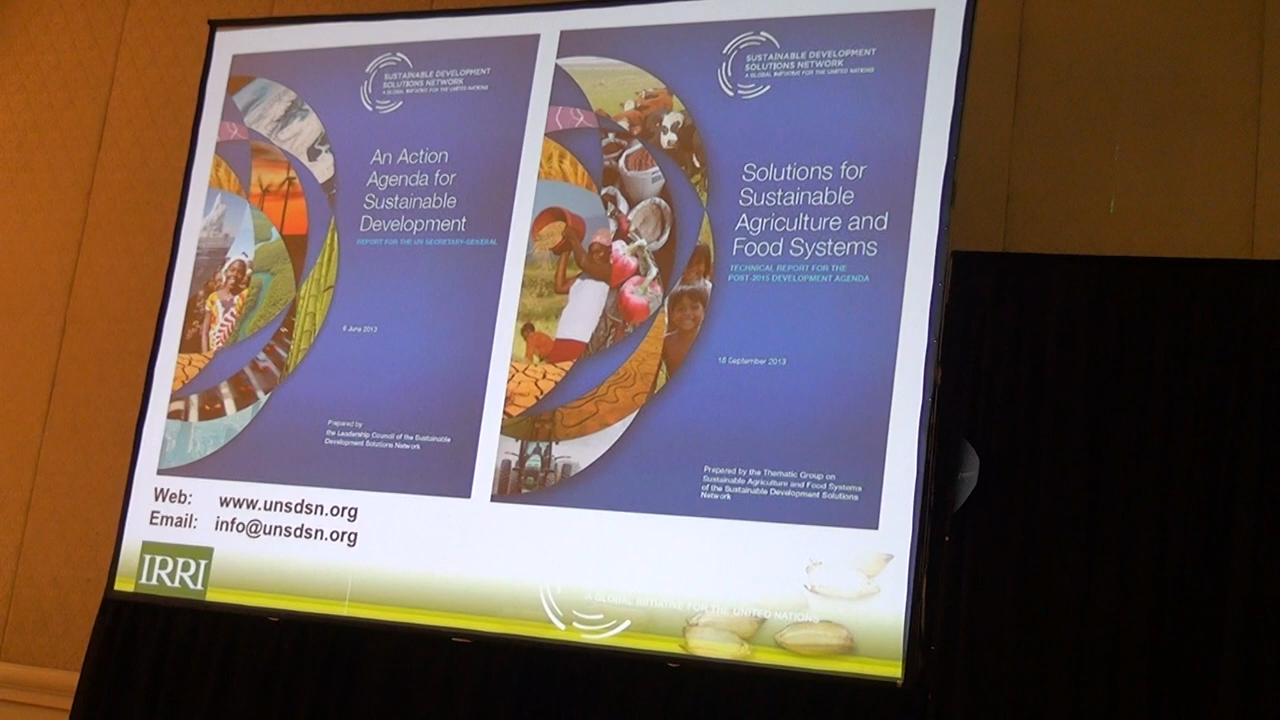 SUSTAINABLE DEVELOPMENT
SOLUTIONS NETWORK
A GLOBAL INITIATIVE FOR THE UNITED NATIONS
An Action
Agenda for
Sustainable
Development
REPORT FOR THE UN SECRETARY-GENERAL
6 June 2013
Prepared by
the Leadership Council of the Sustainable
Development Solutions Network
SUSTAINABLE DEVELOPMENT
SOLUTIONS NETWORK
A GLOBAL INITIATIVE FOR THE UNITED NATIONS
Solutions for
Sustainable
Agriculture and
Food Systems
TECHNICAL REPORT FOR THE
POST-2015 DEVELOPMENT AGENDA
18 September 2013
Prepared by the Thematic Group on
Sustainable Agriculture and Food Systems
of the Sustainable Development Solutions
Network
Web: www.unsdsn.org
Email: info@unsdsn.org
IRRI
A GLOBAL INITIATIVE FOR THE UNITED NATIONS